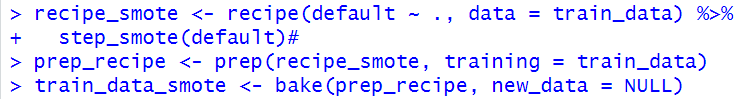 > recipe_smote <- recipe(default ~ ., data = train_data) %>%
+   step_smote(default)#
> prep_recipe <- prep(recipe_smote, training = train_data)
> train_data_smote <- bake(prep_recipe, new_data = NULL)